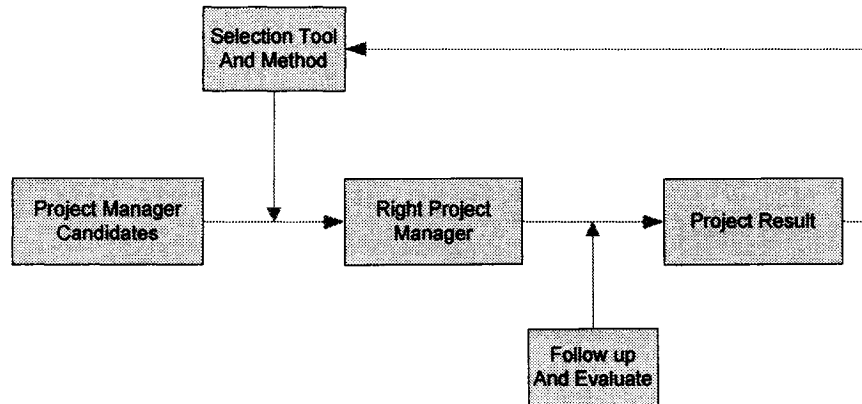 Selection Tool
And Method
Project Manager
Candidates
Right Project
Manager
Project Result
Follow up
And Evaluate